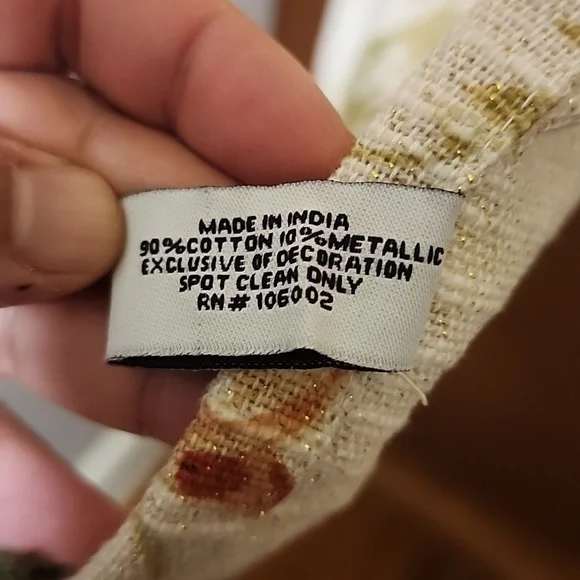 MADE IN INDIA
90%COTTON 10%METALLIC
EXCLUSIVE OF DECORATION
SPOT CLEAN ONLY
RN# 106002